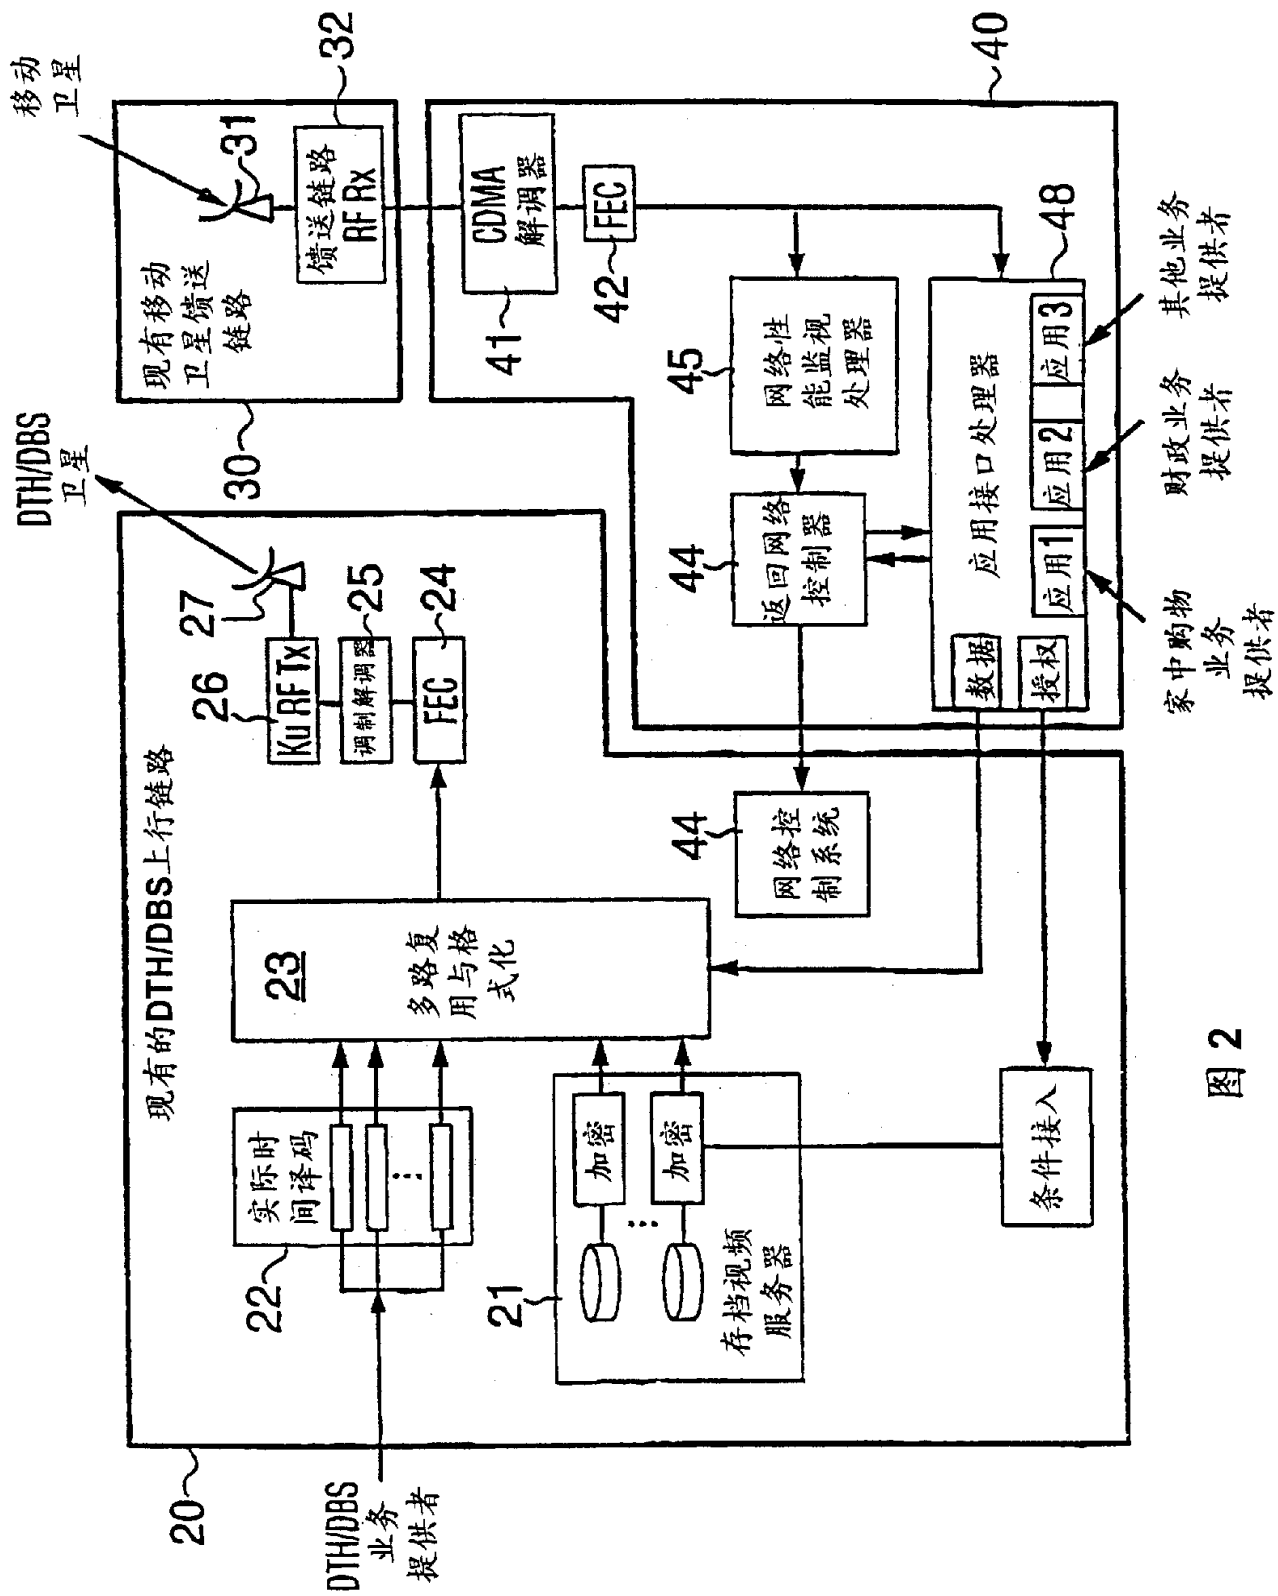 现有的DTH/DBS上行链路
20
DTH/DBS
业务
提供者
22
实际时
间译码
21
加密
加密
存档视频
服务器
23
多路复
用与格
式化
条件接入
FEC
24
调制解调器
25
Ku RF Tx
26
27
DTH/DBS
卫星
44
网络控
制系统
30
现有移动
卫星馈送
链路
31
移动
卫星
馈送链路
RF Rx
32
40
CDMA
解调器
41
FEC
42
45
网络性
能监视
处理器
44
返回网络
控制器
48
应用接口处理器
数据
授权
应用1
应用2
应用3
家中购物
业务
提供者
财政业务
提供者
其他业务
提供者
图 2